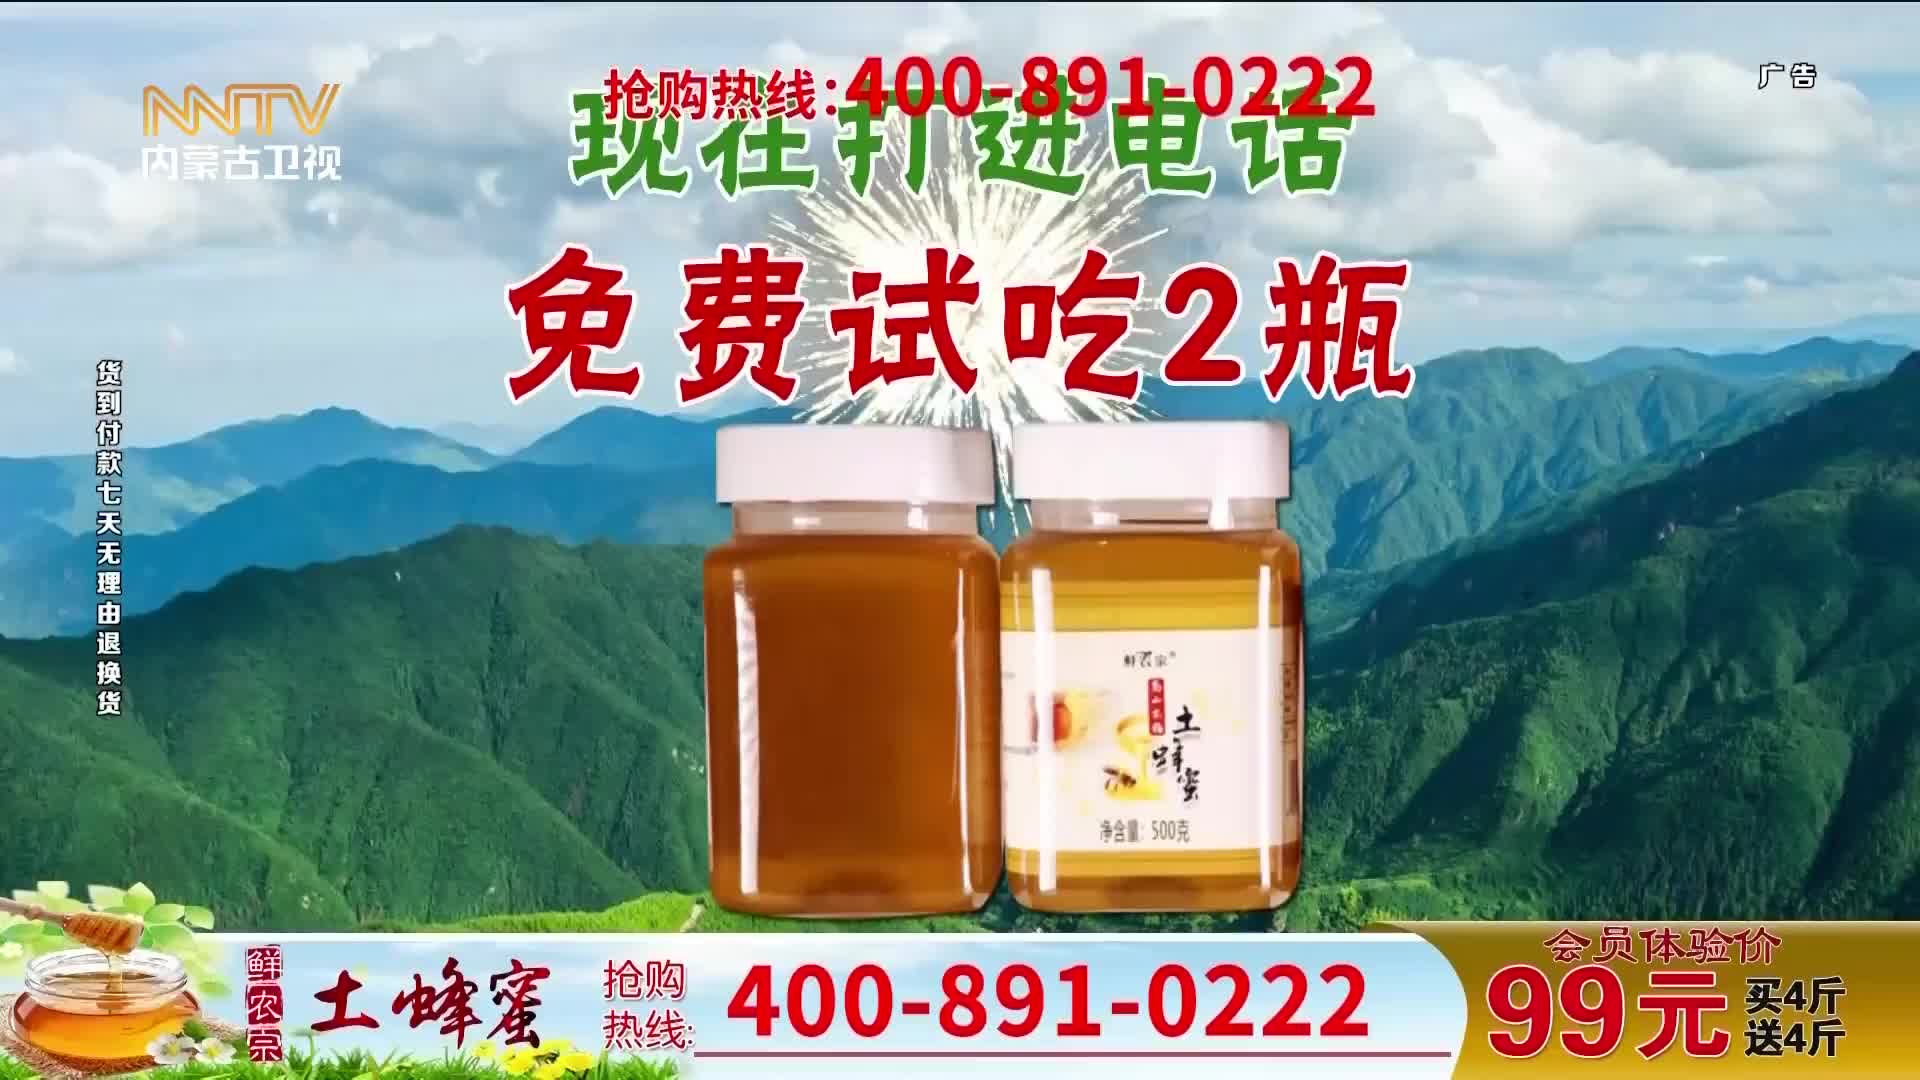 NNTV
内蒙古卫视
广告
抢购热线:400-891-0222
现在打进电话
免费试吃2瓶
货到付款七天无理由退换货
鲜农宗
土蜂蜜
净含量:500克
鲜农宗
土蜂蜜
抢购热线:
400-891-0222
会员体验价
99元
买4斤
送4斤